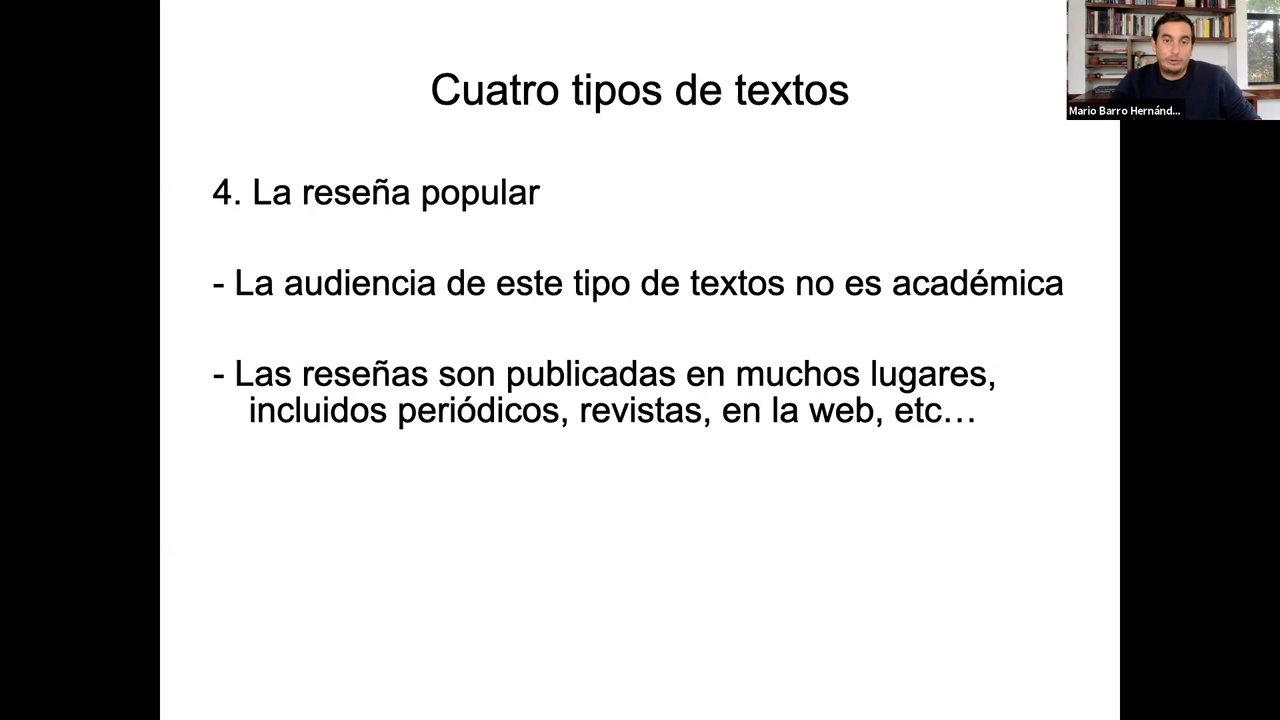 Cuatro tipos de textos
Mario Barro Hernánd...
4. La reseña popular
- La audiencia de este tipo de textos no es académica
- Las reseñas son publicadas en muchos lugares,
incluidos periódicos, revistas, en la web, etc…